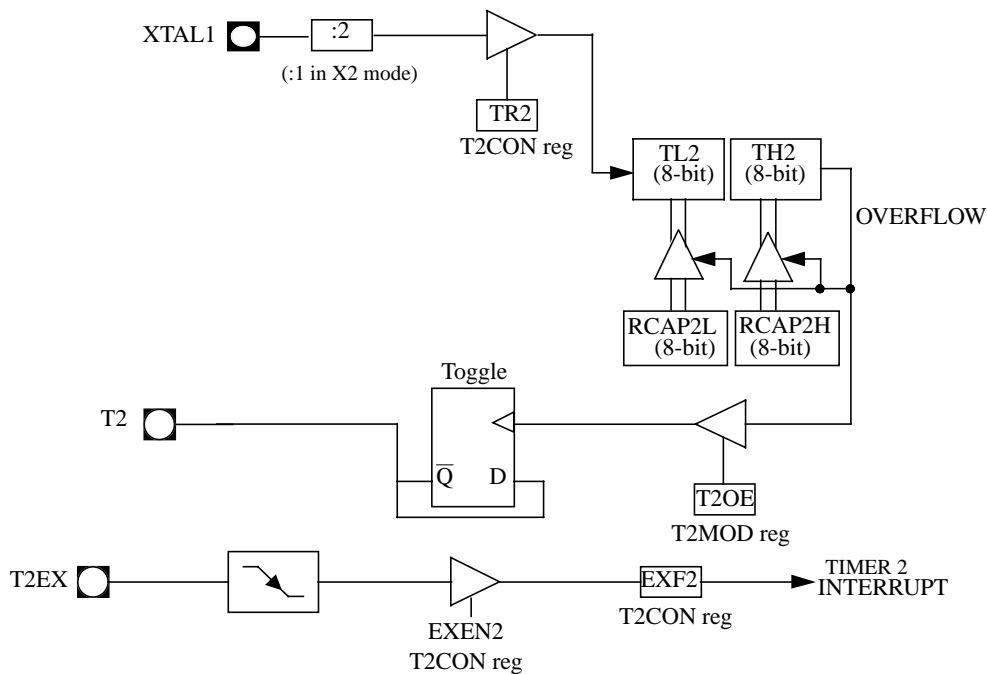 XTAL1
:2
(:1 in X2 mode)
TR2
T2CON reg
TL2
(8-bit)
TH2
(8-bit)
OVERFLOW
RCAP2L
(8-bit)
RCAP2H
(8-bit)
Toggle
T2
Q̅ D
T2OE
T2MOD reg
T2EX
EXEN2
T2CON reg
EXF2
T2CON reg
TIMER 2
INTERRUPT